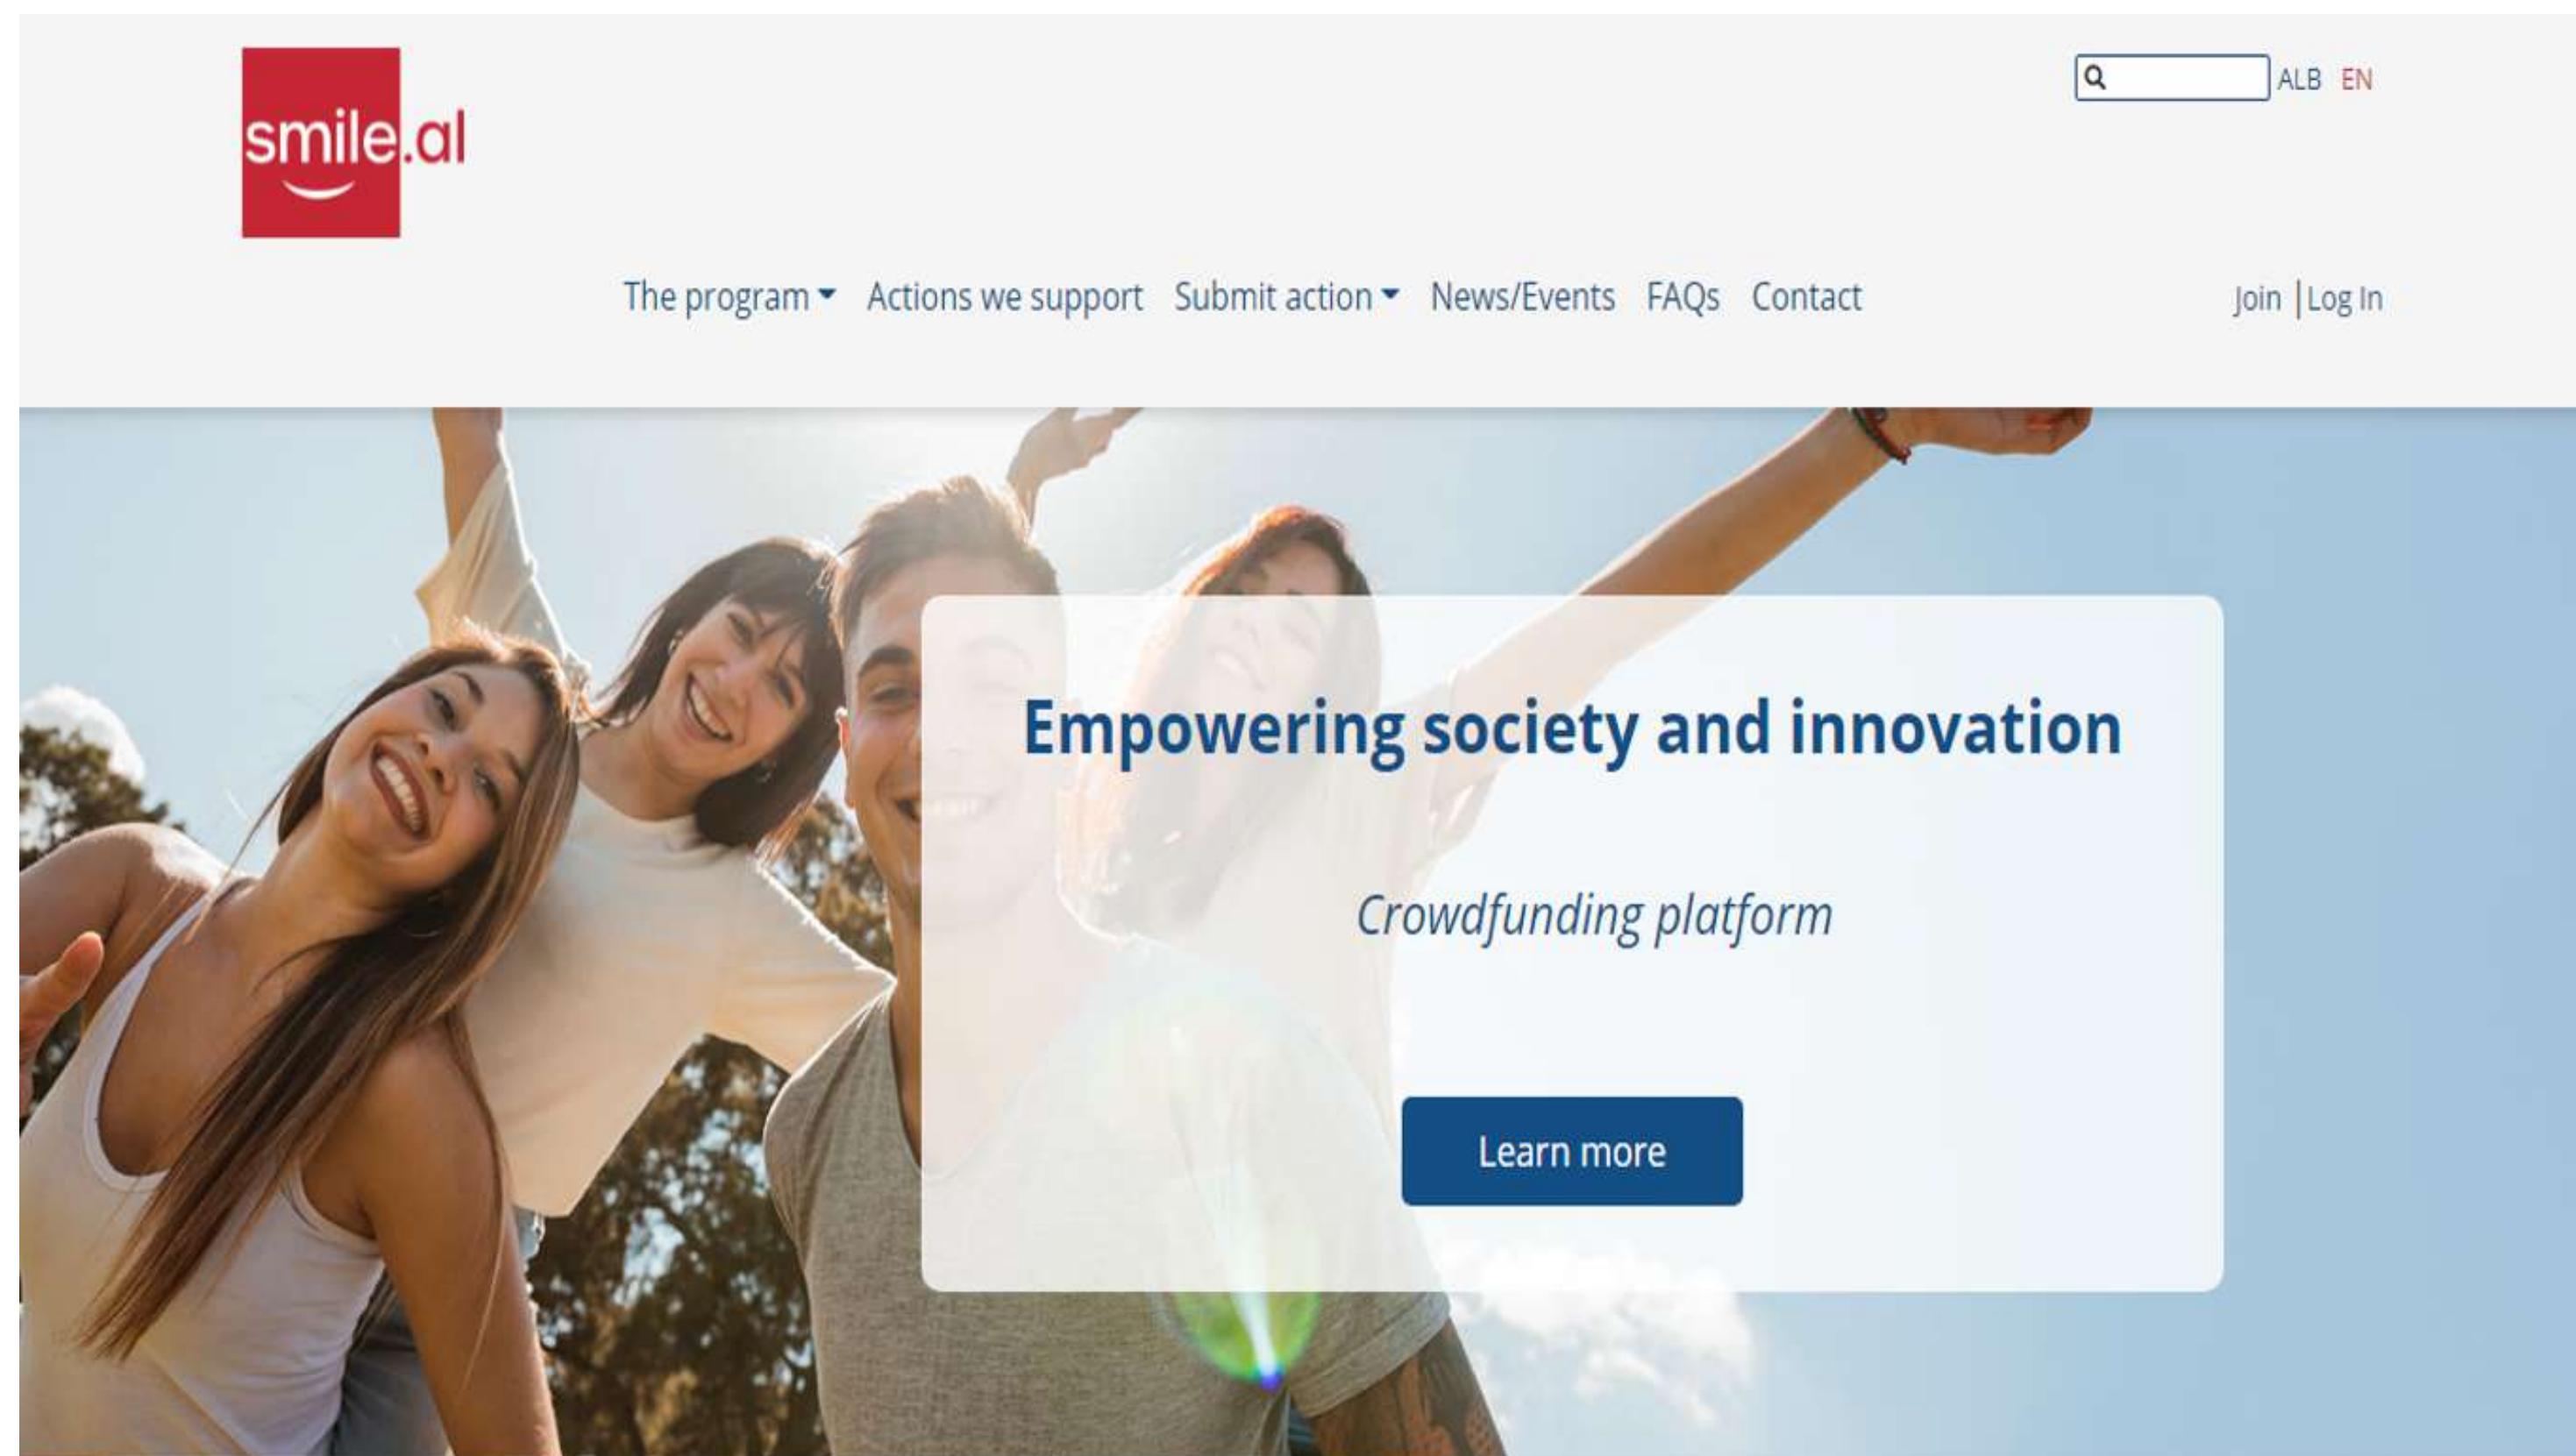 smile.al
ALB EN
The program Actions we support Submit action News/Events FAQs Contact
Join |Log In
Empowering society and innovation
Crowdfunding platform
Learn more